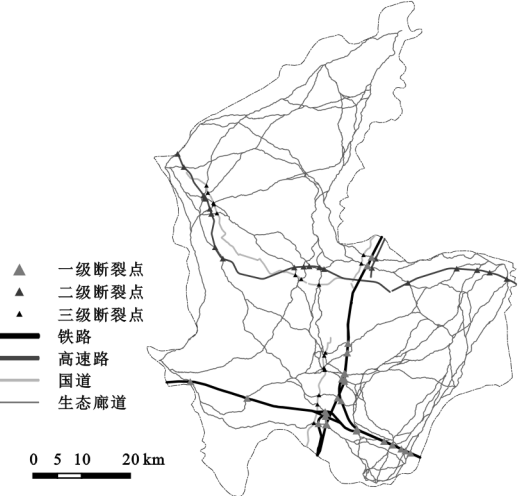 一级断裂点
二级断裂点
三级断裂点
铁路
高速路
国道
生态廊道
0 5 10 20 km